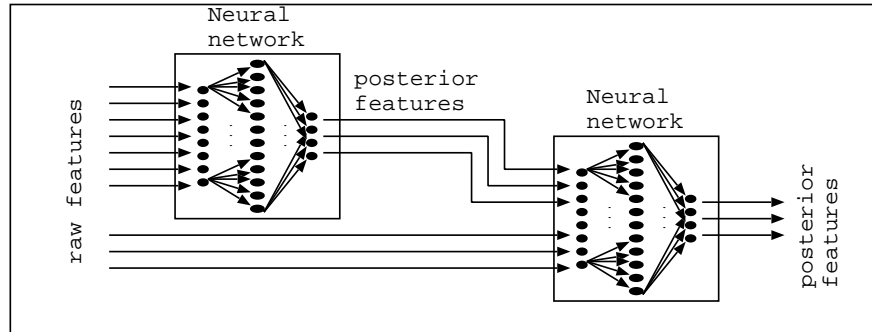 Neural
network
posterior
features
Neural
network
raw features
posterior
features